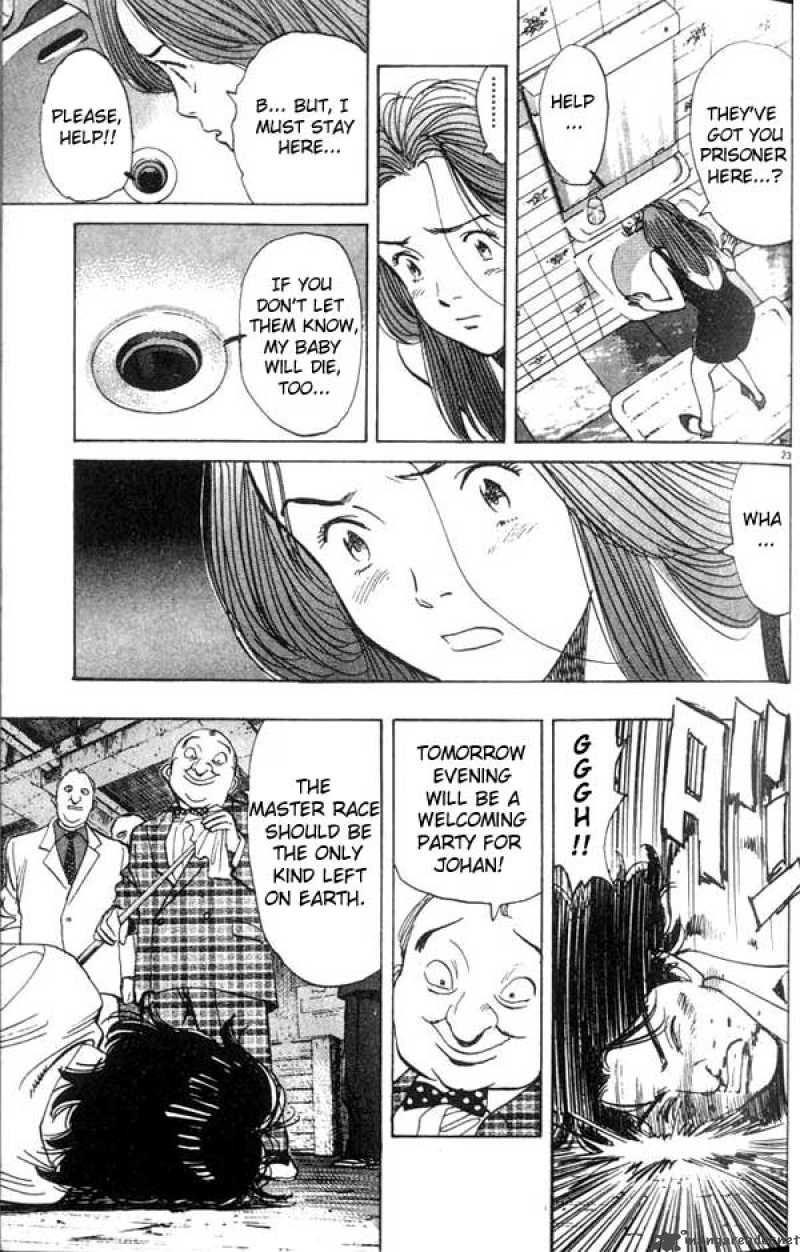 THEY'VE
GOT YOU
PRISONER
HERE...?
HELP
...
.........
B... BUT, I
MUST STAY
HERE...
PLEASE,
HELP!!
IF YOU
DON'T LET
THEM KNOW,
MY BABY
WILL DIE,
TOO...
23
WHA
...
GGGH!!
TOMORROW
EVENING
WILL BE A
WELCOMING
PARTY FOR
JOHAN!
THE
MASTER RACE
SHOULD BE
THE ONLY
KIND LEFT
ON EARTH.
mangareader.net